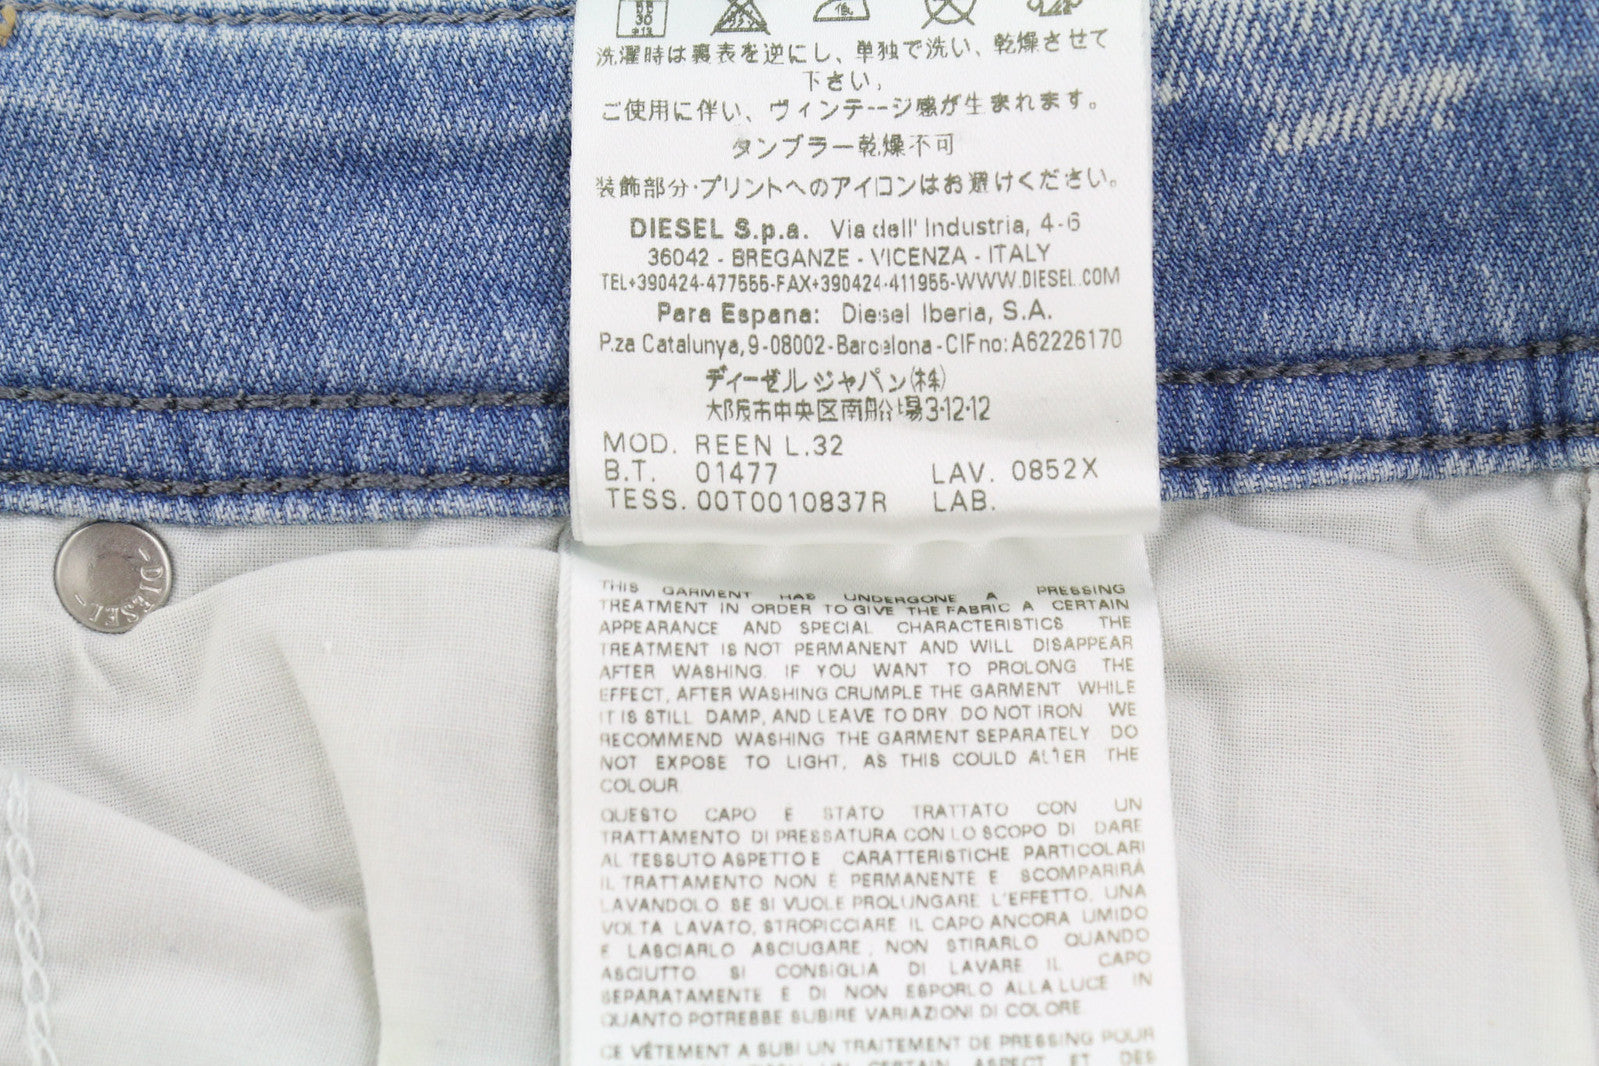 30
洗濯時は裏表を逆にし、単独で洗い、乾燥させて
下さい。
ご使用に伴い、ヴィンテージ感が生まれます。
タンブラー乾燥不可
装飾部分・プリントへのアイロンはお避けください。
DIESEL S.p.a. Via dell' Industria, 4-6
36042 - BREGANZE - VICENZA - ITALY
TEL+390424-477555-FAX+390424-411955-WWW.DIESEL.COM
Para Espana: Diesel Iberia, S.A.
P.za Catalunya, 9-08002-Barcelona-CIFno: A62226170
ディーゼルジャパン(株)
大阪市中央区南船場3-12-12
MOD. REEN L.32
B.T. 01477 LAV. 0852X
TESS. 00T0010837R LAB.
DIESEL
THIS GARMENT HAS UNDERGONE A PRESSING
TREATMENT IN ORDER TO GIVE THE FABRIC A CERTAIN
APPEARANCE AND SPECIAL CHARACTERISTICS THE
TREATMENT IS NOT PERMANENT AND WILL DISAPPEAR
AFTER WASHING. IF YOU WANT TO PROLONG THE
EFFECT, AFTER WASHING CRUMPLE THE GARMENT WHILE
IT IS STILL DAMP, AND LEAVE TO DRY. DO NOT IRON. WE
RECOMMEND WASHING THE GARMENT SEPARATELY. DO
NOT EXPOSE TO LIGHT, AS THIS COULD ALTER THE
COLOUR
QUESTO CAPO È STATO TRATTATO CON UN
TRATTAMENTO DI PRESSATURA CON LO SCOPO DI DARE
AL TESSUTO ASPETTO E CARATTERISTICHE PARTICOLARI
IL TRATTAMENTO NON È PERMANENTE E SCOMPARIRÀ
LAVANDOLO. SE SI VUOLE PROLUNGARE L'EFFETTO, UNA
VOLTA LAVATO, STROPICCIARE IL CAPO ANCORA UMIDO
E LASCIARLO ASCIUGARE, NON STIRARLO QUANDO
ASCIUTTO SI CONSIGLIA DI LAVARE IL CAPO
SEPARATAMENTE E DI NON ESPORLO ALLA LUCE IN
QUANTO POTREBBE SUBIRE VARIAZIONI DI COLORE
CE VÊTEMENT A SUBI UN TRAITEMENT DE PRESSING POUR
UN CERTAIN ASPECT ET DES